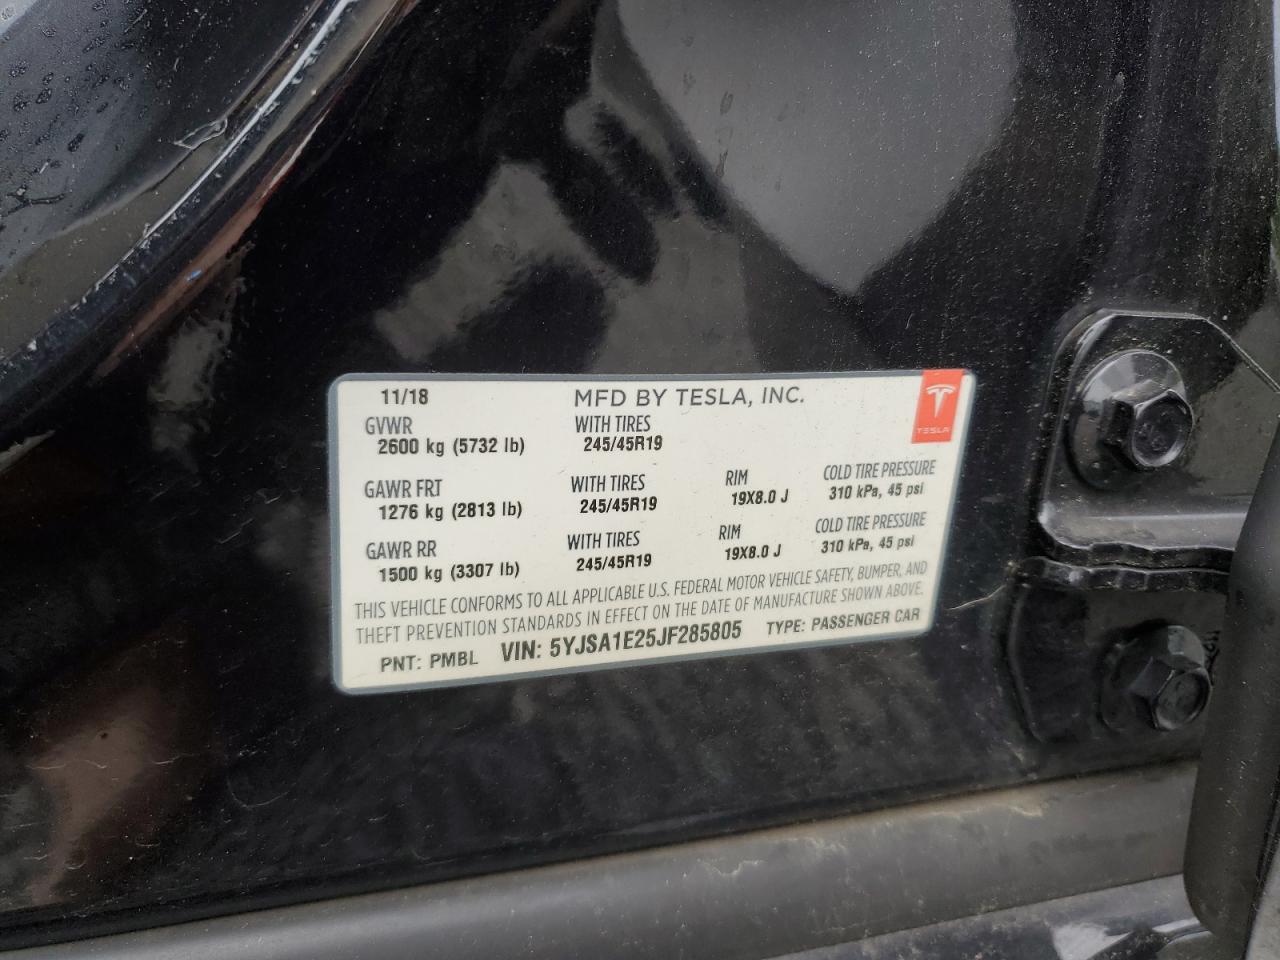 11/18 MFD BY TESLA, INC.
TESLA
GVWR WITH TIRES
2600 kg (5732 lb) 245/45R19
GAWR FRT WITH TIRES RIM COLD TIRE PRESSURE
1276 kg (2813 lb) 245/45R19 19X8.0 J 310 kPa, 45 psi
GAWR RR WITH TIRES RIM COLD TIRE PRESSURE
1500 kg (3307 lb) 245/45R19 19X8.0 J 310 kPa, 45 psi
THIS VEHICLE CONFORMS TO ALL APPLICABLE U.S. FEDERAL MOTOR VEHICLE SAFETY, BUMPER, AND
THEFT PREVENTION STANDARDS IN EFFECT ON THE DATE OF MANUFACTURE SHOWN ABOVE.
PNT: PMBL VIN: 5YJSA1E25JF285805 TYPE: PASSENGER CAR